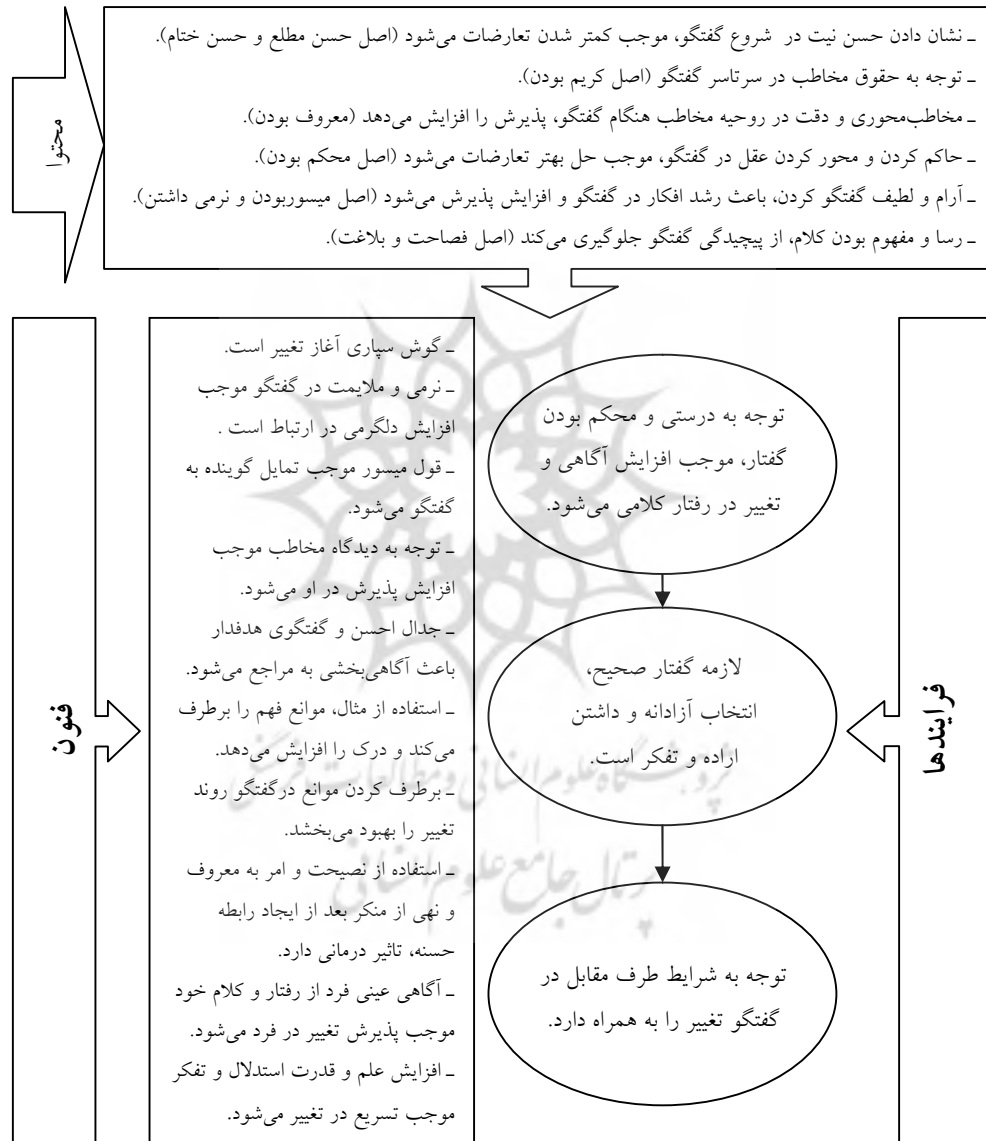 محتوا
ـ نشان دادن حسن نیت در شروع گفتگو، موجب کمتر شدن تعارضات می‌شود (اصل حسن مطلع و حسن ختام).
ـ توجه به حقوق مخاطب در سرتاسر گفتگو (اصل کریم بودن).
ـ مخاطب‌محوری و دقت در روحیه مخاطب هنگام گفتگو، پذیرش را افزایش می‌دهد (معروف بودن).
ـ حاکم کردن و محور کردن عقل در گفتگو، موجب حل بهتر تعارضات می‌شود (اصل محکم بودن).
ـ آرام و لطیف گفتگو کردن، باعث رشد افکار در گفتگو و افزایش پذیرش می‌شود (اصل میسوربودن و نرمی داشتن).
ـ رسا و مفهوم بودن کلام، از پیچیدگی گفتگو جلوگیری می‌کند (اصل فصاحت و بلاغت).
فرایندها
توجه به درستی و محکم بودن
گفتار، موجب افزایش آگاهی و
تغییر در رفتار کلامی می‌شود.
لازمه گفتار صحیح،
انتخاب آزادانه و داشتن
اراده و تفکر است.
توجه به شرایط طرف مقابل در
گفتگو تغییر را به همراه دارد.
ـ گوش سپاری آغاز تغییر است.
ـ نرمی و ملایمت در گفتگو موجب
افزایش دلگرمی در ارتباط است .
ـ قول میسور موجب تمایل گوینده به
گفتگو می‌شود.
ـ توجه به دیدگاه مخاطب موجب
افزایش پذیرش در او می‌شود.
ـ جدال احسن و گفتگوی هدفدار
باعث آگاهی‌بخشی به مراجع می‌شود.
ـ استفاده از مثال، موانع فهم را برطرف
می‌کند و درک را افزایش می‌دهد.
ـ برطرف کردن موانع درگفتگو روند
تغییر را بهبود می‌بخشد.
ـ استفاده از نصیحت و امر به معروف
و نهی از منکر بعد از ایجاد رابطه
حسنه، تاثیر درمانی دارد.
ـ آگاهی عینی فرد از رفتار و کلام خود
موجب پذیرش تغییر در فرد می‌شود.
ـ افزایش علم و قدرت استدلال و تفکر
موجب تسریع در تغییر می‌شود.
فنون
پژوهشگاه علوم انسانی و مطالعات فرهنگی
پرتال جامع علوم انسانی